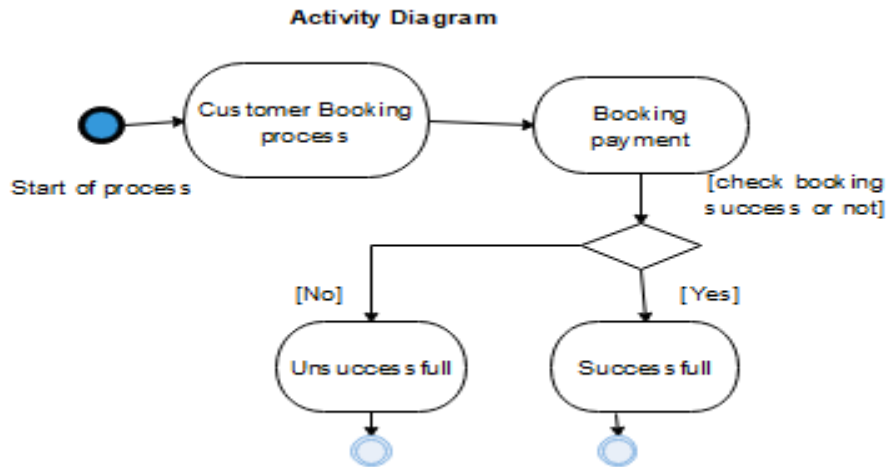 Activity Diagram
Customer Booking
process
Booking
payment
Start of process
[check booking
success or not]
[No]
[Yes]
Unsuccessfull
Successfull